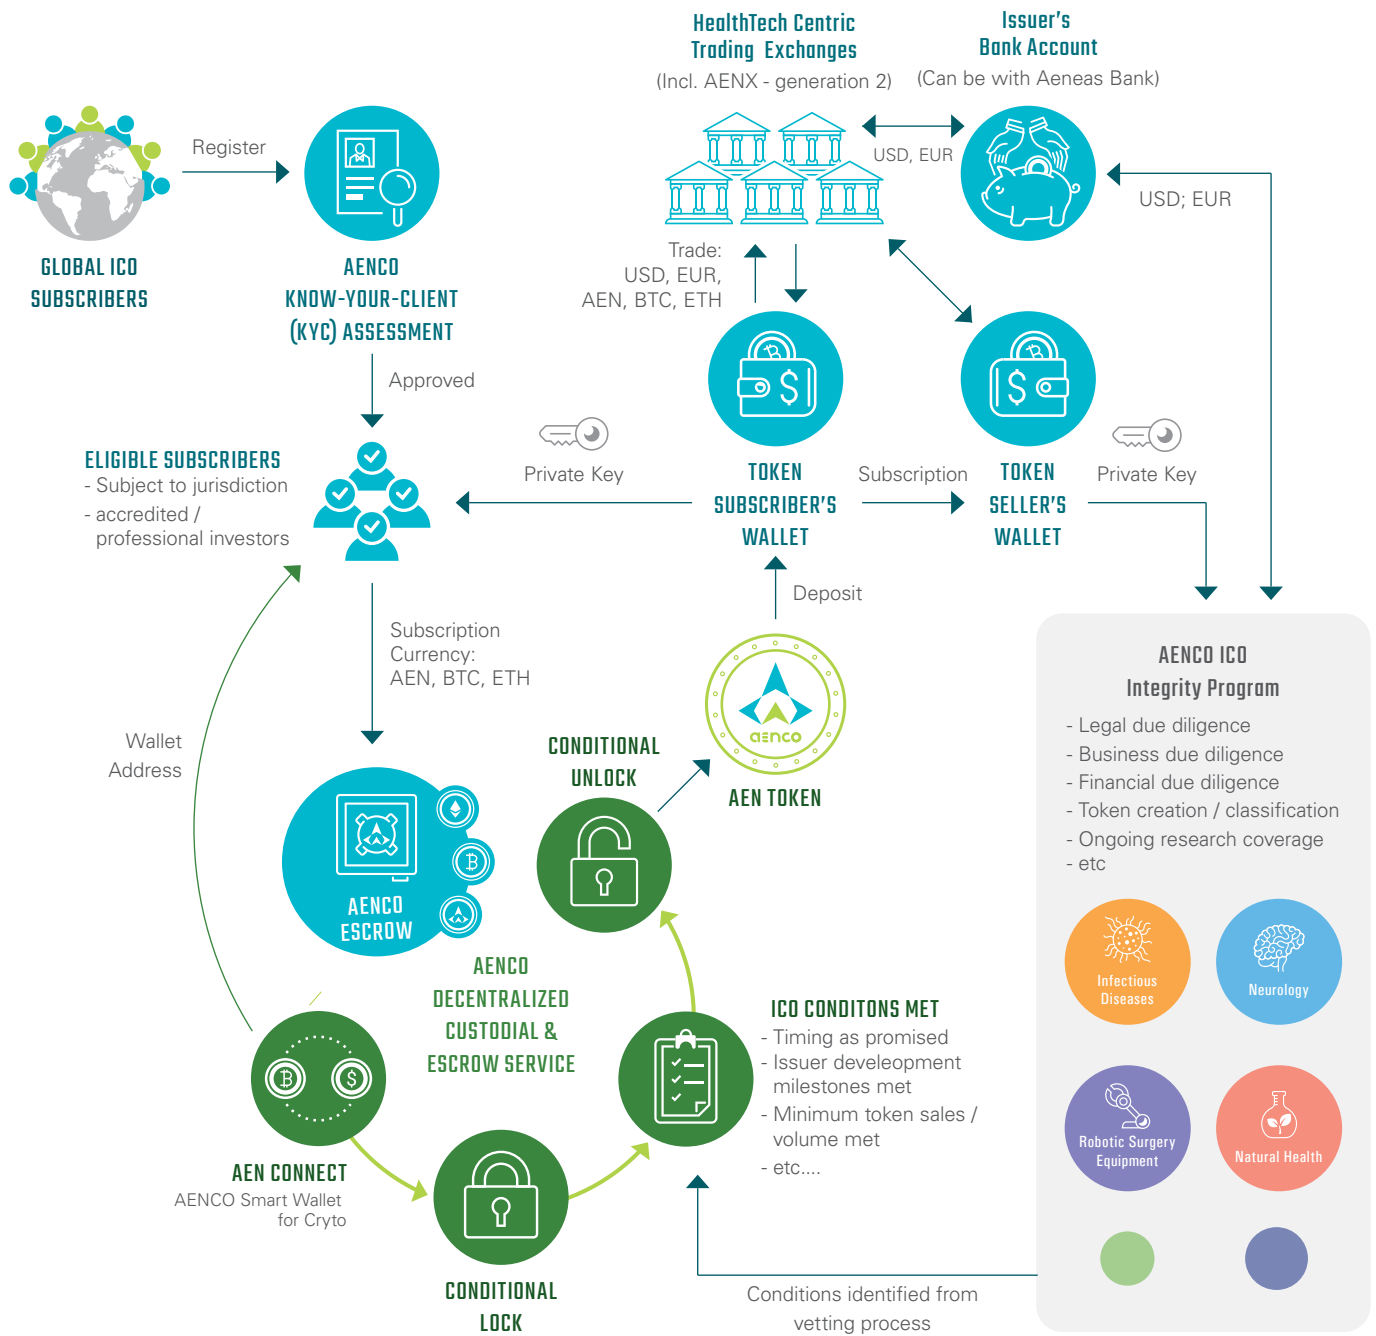 HealthTech Centric
Trading Exchanges
(Incl. AENX - generation 2)
Issuer's
Bank Account
(Can be with Aeneas Bank)
Register
USD, EUR
USD; EUR
GLOBAL ICO
SUBSCRIBERS
AENCO
KNOW-YOUR-CLIENT
(KYC) ASSESSMENT
Trade:
USD, EUR,
AEN, BTC, ETH
Approved
ELIGIBLE SUBSCRIBERS
- Subject to jurisdiction
- accredited /
professional investors
Private Key
TOKEN
SUBSCRIBER'S
WALLET
Subscription
TOKEN
SELLER'S
WALLET
Private Key
Deposit
Subscription
Currency:
AEN, BTC, ETH
Wallet
Address
aenco
AEN TOKEN
CONDITIONAL
UNLOCK
AENCO
ESCROW
AENCO
DECENTRALIZED
CUSTODIAL &
ESCROW SERVICE
AEN CONNECT
AENCO Smart Wallet
for Cryto
CONDITIONAL
LOCK
ICO CONDITONS MET
- Timing as promised
- Issuer develeopment
milestones met
- Minimum token sales /
volume met
- etc....
Conditions identified from
vetting process
AENCO ICO
Integrity Program
- Legal due diligence
- Business due diligence
- Financial due diligence
- Token creation / classification
- Ongoing research coverage
- etc
Infectious
Diseases
Neurology
Robotic Surgery
Equipment
Natural Health